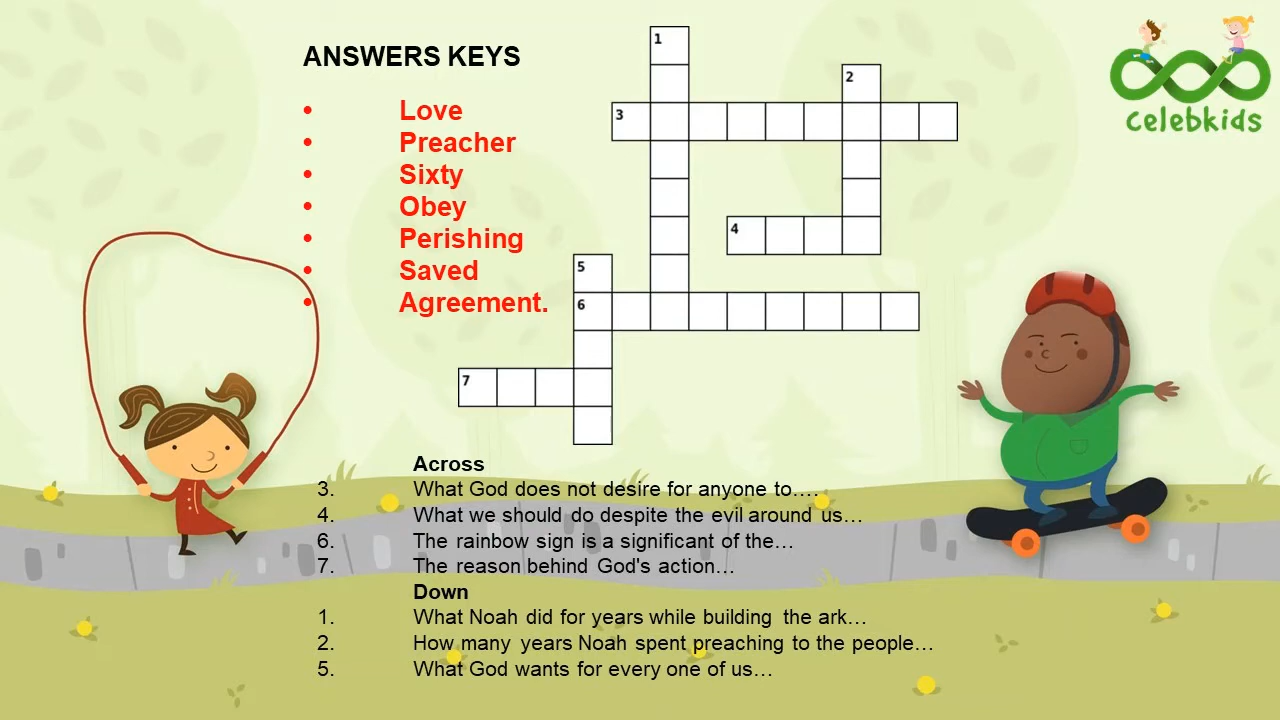 ANSWERS KEYS
• Love
• Preacher
• Sixty
• Obey
• Perishing
• Saved
• Agreement.
1
2
3
4
5
6
7
celebkids
Across
3. What God does not desire for anyone to….
4. What we should do despite the evil around us…
6. The rainbow sign is a significant of the…
7. The reason behind God's action…
Down
1. What Noah did for years while building the ark…
2. How many years Noah spent preaching to the people…
5. What God wants for every one of us…